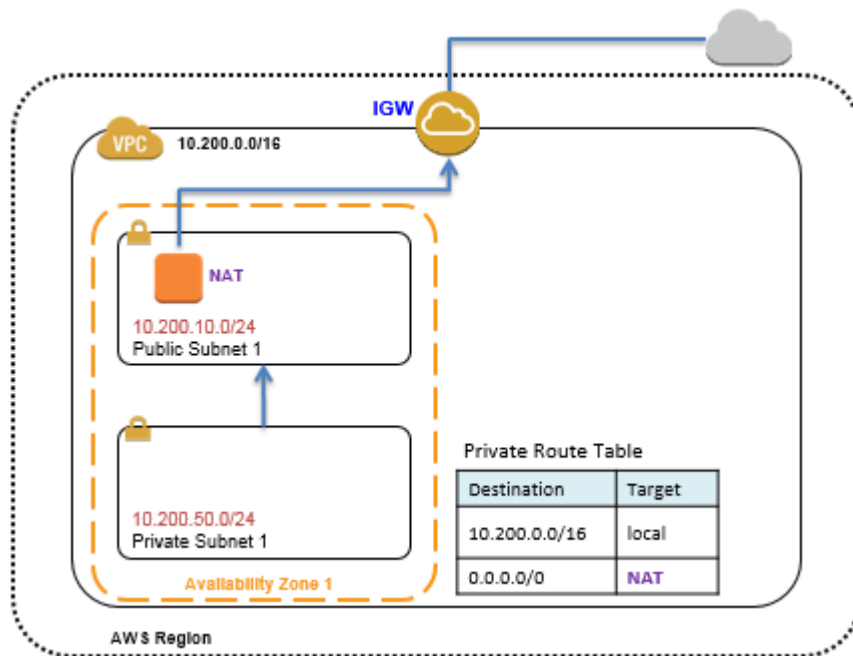 IGW
VPC
10.200.0.0/16
NAT
10.200.10.0/24
Public Subnet 1
10.200.50.0/24
Private Subnet 1
Availability Zone 1
Private Route Table
Destination Target
10.200.0.0/16 local
0.0.0.0/0 NAT
AWS Region